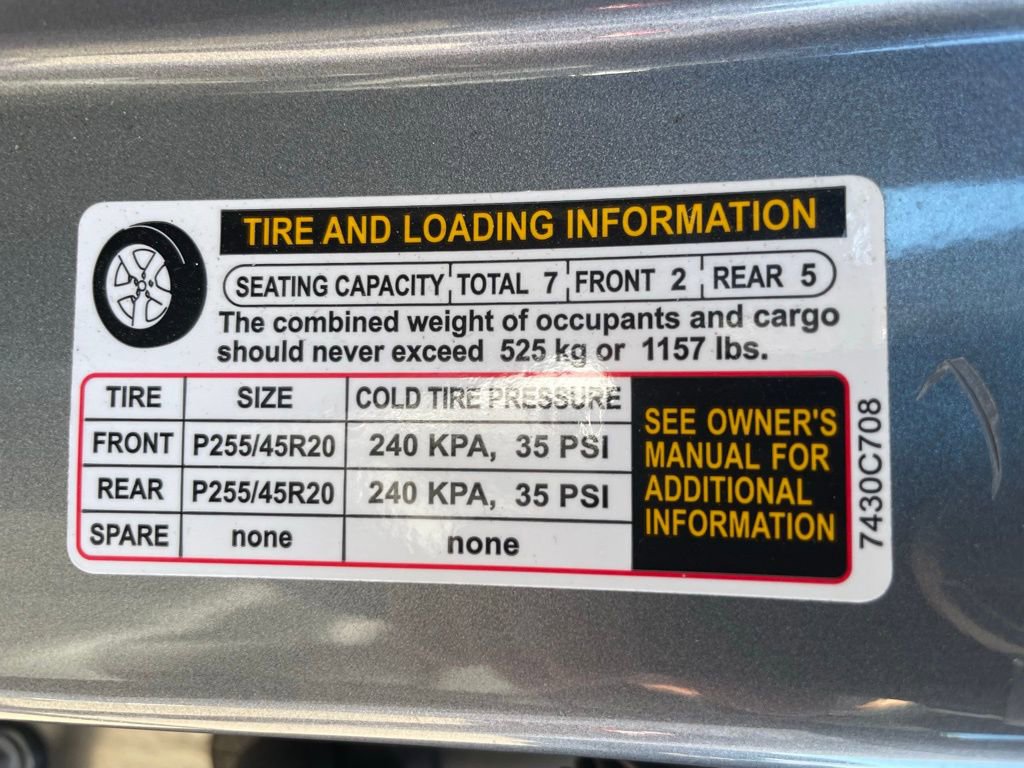 TIRE AND LOADING INFORMATION
SEATING CAPACITY TOTAL 7 FRONT 2 REAR 5
The combined weight of occupants and cargo
should never exceed 525 kg or 1157 lbs.
TIRE SIZE COLD TIRE PRESSURE
FRONT P255/45R20 240 KPA, 35 PSI
REAR P255/45R20 240 KPA, 35 PSI
SPARE none none
SEE OWNER'S
MANUAL FOR
ADDITIONAL
INFORMATION
7430C708